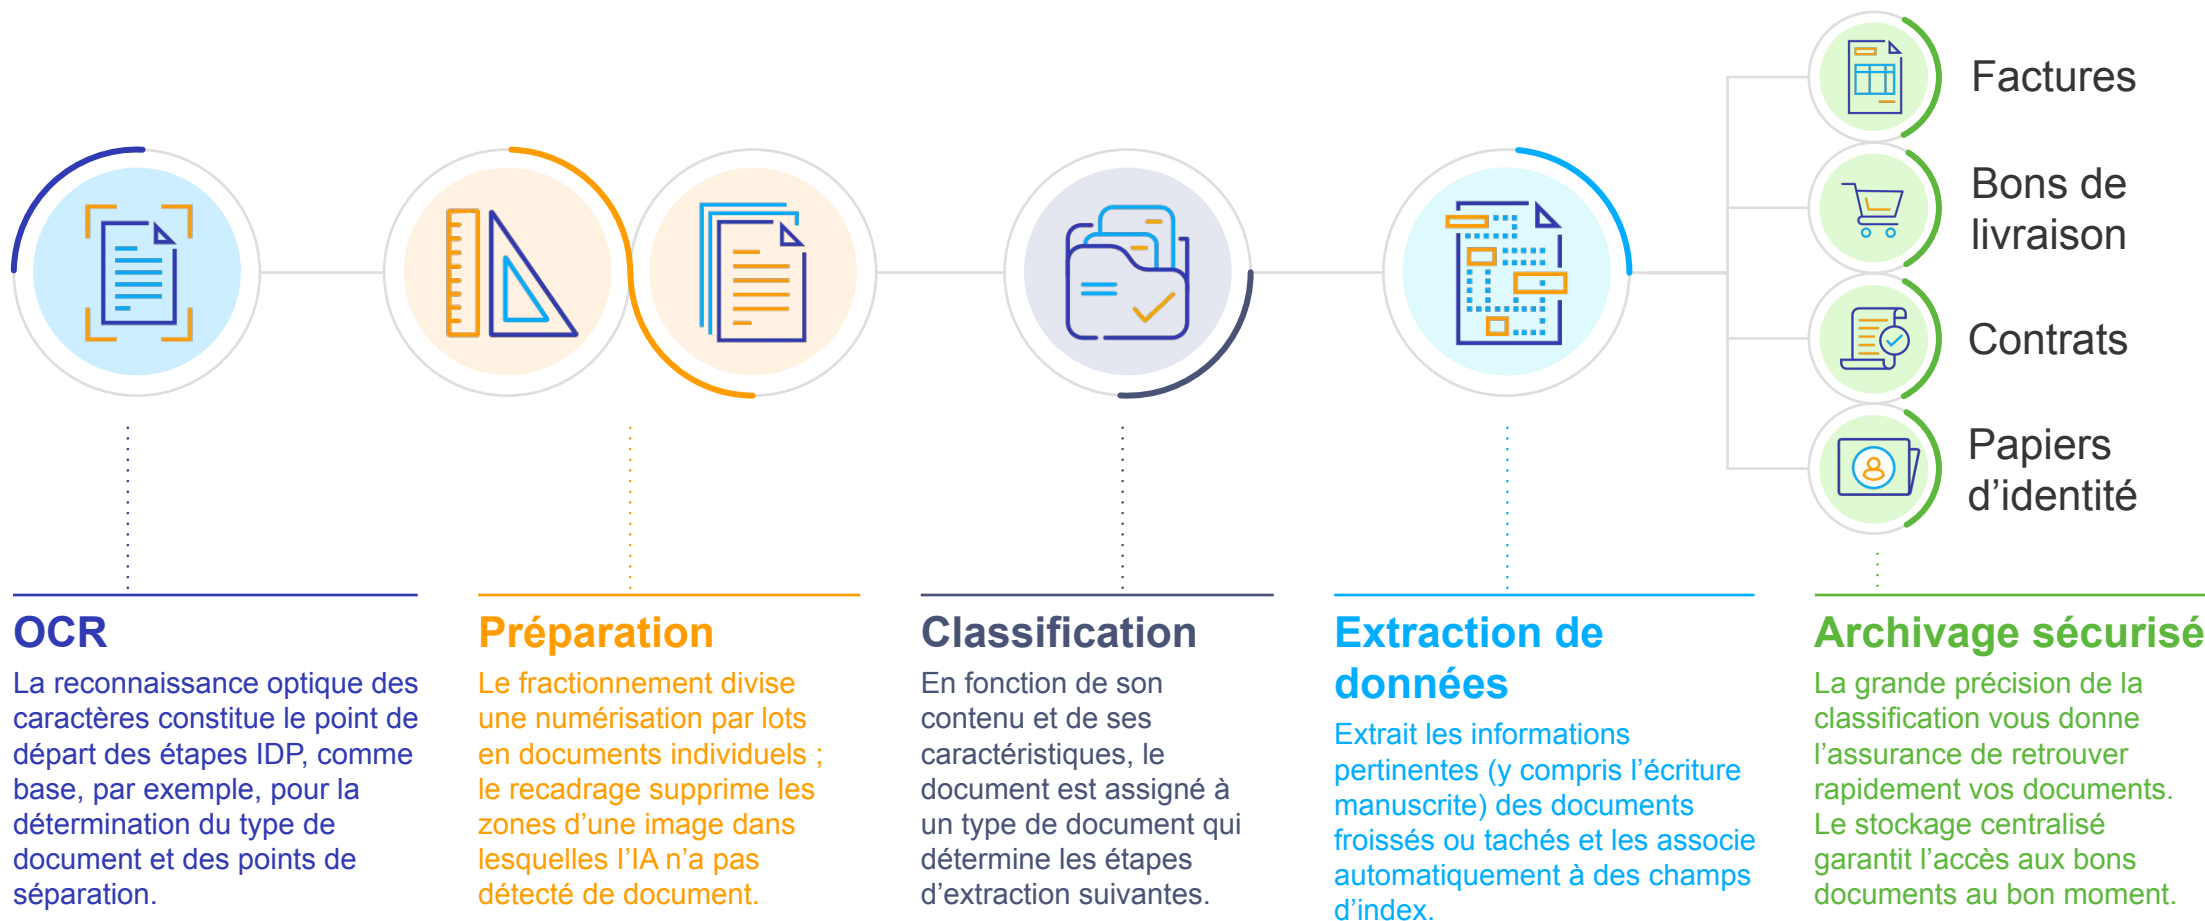 Factures
Bons de
livraison
Contrats
Papiers
d’identité
OCR
La reconnaissance optique des
caractères constitue le point de
départ des étapes IDP, comme
base, par exemple, pour la
détermination du type de
document et des points de
séparation.
Préparation
Le fractionnement divise
une numérisation par lots
en documents individuels ;
le recadrage supprime les
zones d’une image dans
lesquelles l’IA n’a pas
détecté de document.
Classification
En fonction de son
contenu et de ses
caractéristiques, le
document est assigné à
un type de document qui
détermine les étapes
d’extraction suivantes.
Extraction de
données
Extrait les informations
pertinentes (y compris l’écriture
manuscrite) des documents
froissés ou tachés et les associe
automatiquement à des champs
d’index.
Archivage sécurisé
La grande précision de la
classification vous donne
l’assurance de retrouver
rapidement vos documents.
Le stockage centralisé
garantit l’accès aux bons
documents au bon moment.